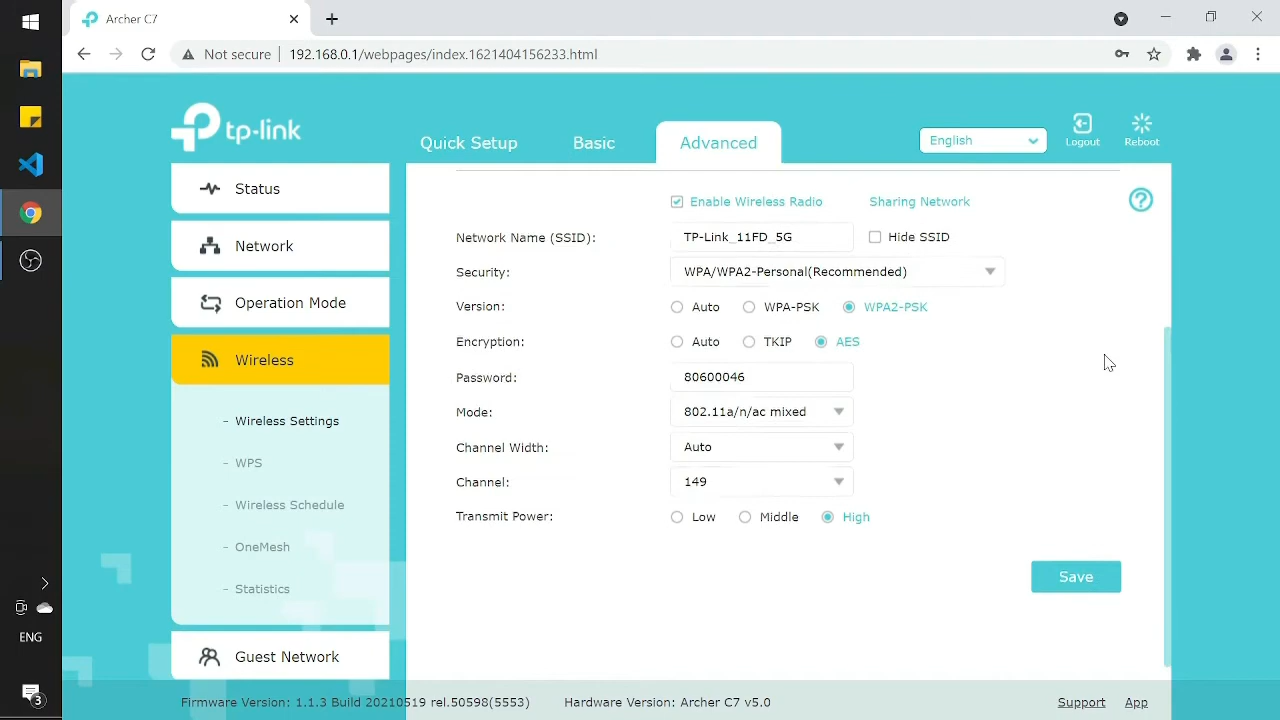 Archer C7
Not secure 192.168.0.1/webpages/index.1621404156233.html
tp-link
Quick Setup Basic Advanced English Logout Reboot
Status
Network
Operation Mode
Wireless
- Wireless Settings
- WPS
- Wireless Schedule
- OneMesh
- Statistics
Guest Network
Enable Wireless Radio Sharing Network
Network Name (SSID): TP-Link_11FD_5G Hide SSID
Security: WPA/WPA2-Personal(Recommended)
Version: Auto WPA-PSK WPA2-PSK
Encryption: Auto TKIP AES
Password: 80600046
Mode: 802.11a/n/ac mixed
Channel Width: Auto
Channel: 149
Transmit Power: Low Middle High
Save
ENG
3
Firmware Version: 1.1.3 Build 20210519 rel.50598(5553) Hardware Version: Archer C7 v5.0 Support App